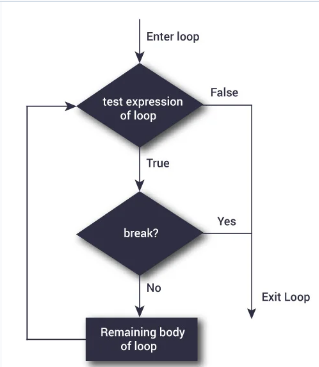 Enter loop
test expression
of loop
False
True
break?
Yes
No
Exit Loop
Remaining body
of loop